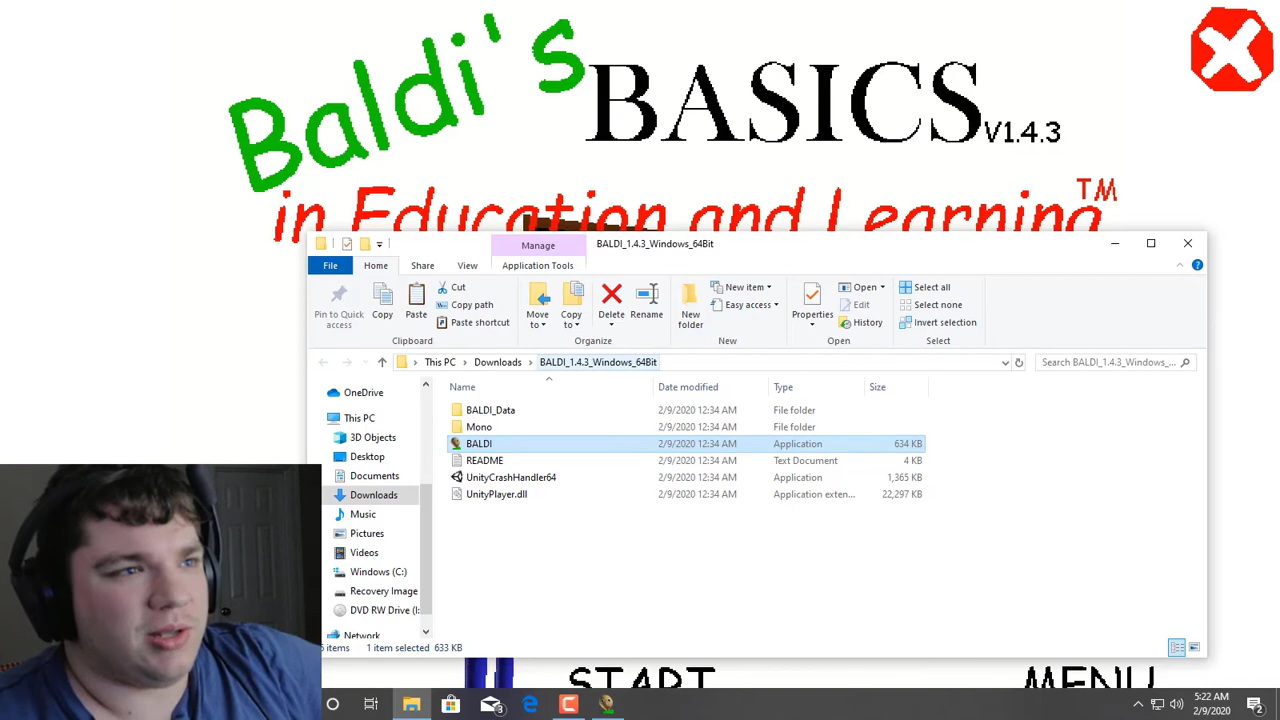 Baldi's BASICS V1.4.3
in Education and Learning TM
Manage BALDI_1.4.3_Windows_64Bit
File Home Share View Application Tools
Pin to Quick access
Copy
Paste
Cut
Copy path
Paste shortcut
Move to
Copy to
Delete
Rename
New folder
New item
Easy access
Properties
Open
Edit
History
Select all
Select none
Invert selection
Clipboard Organize New Open Select
This PC Downloads BALDI_1.4.3_Windows_64Bit Search BALDI_1.4.3_Windows_...
Name Date modified Type Size
BALDI_Data 2/9/2020 12:34 AM File folder
Mono 2/9/2020 12:34 AM File folder
BALDI 2/9/2020 12:34 AM Application 634 KB
README 2/9/2020 12:34 AM Text Document 4 KB
UnityCrashHandler64 2/9/2020 12:34 AM Application 1,365 KB
UnityPlayer.dll 2/9/2020 12:34 AM Application exten... 22,297 KB
OneDrive
This PC
3D Objects
Desktop
Documents
Downloads
Music
Pictures
Videos
Windows (C:)
Recovery Image
DVD RW Drive (
Network
items 1 item selected 633 KB
START MENU
3
5:22 AM
2/9/2020
2